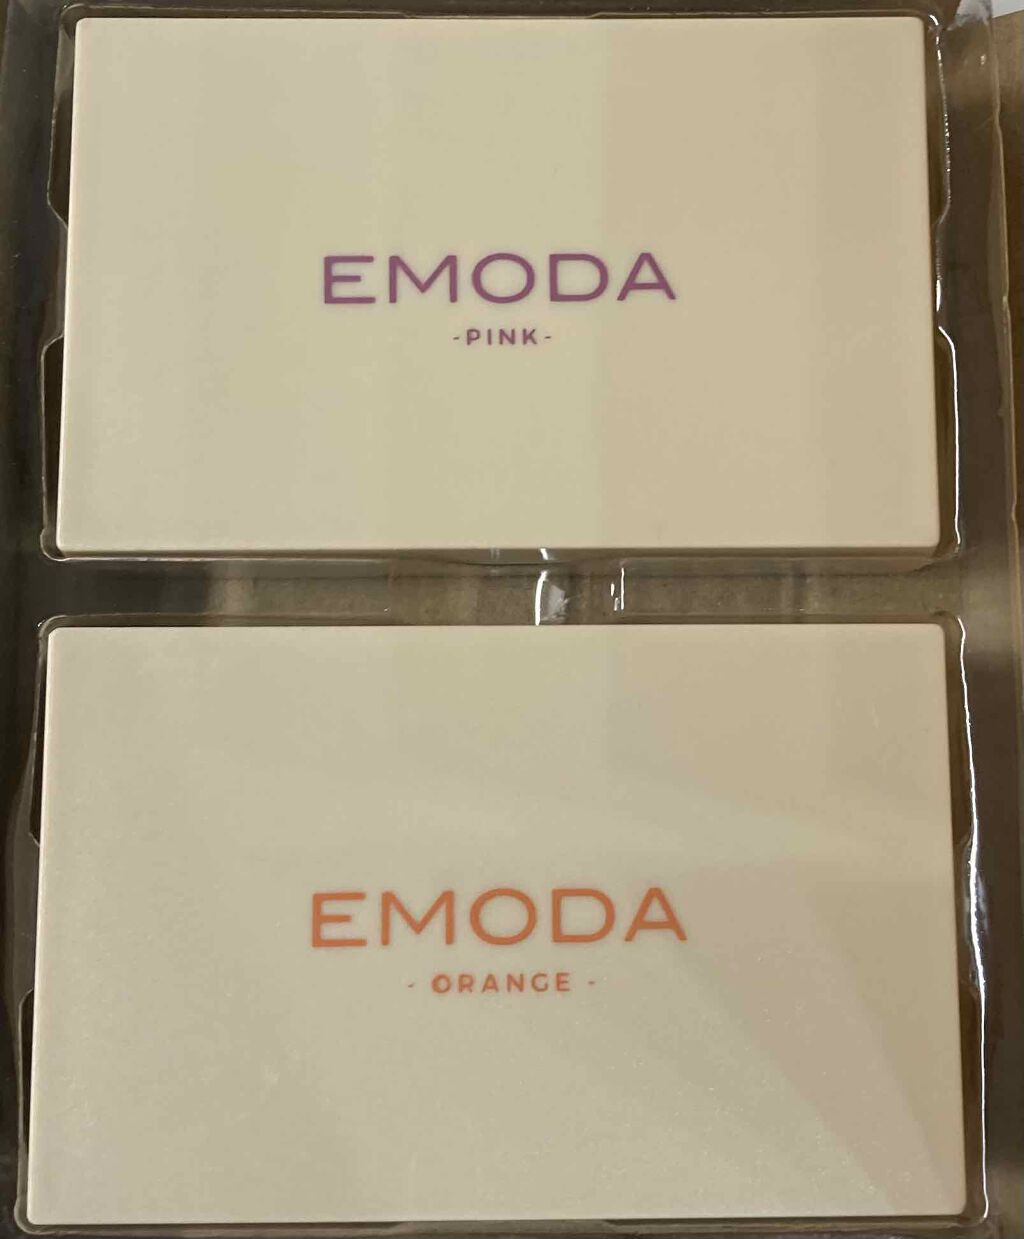 EMODA
-PINK-
EMODA
- ORANGE -